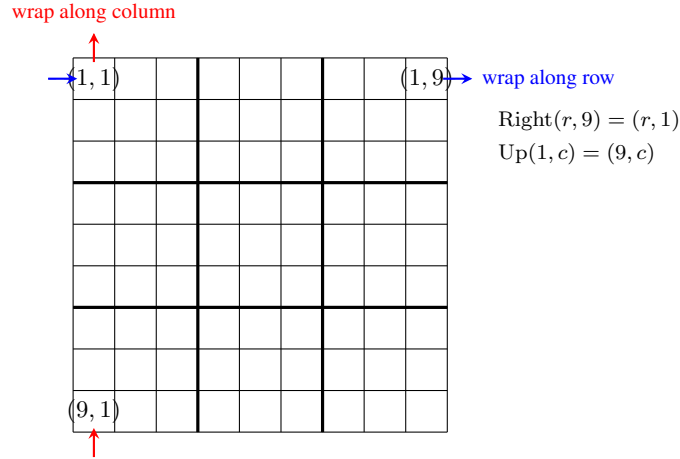 wrap along column
(1, 1)
(1, 9)
wrap along row
Right(r, 9) = (r, 1)
Up(1, c) = (9, c)
(9, 1)